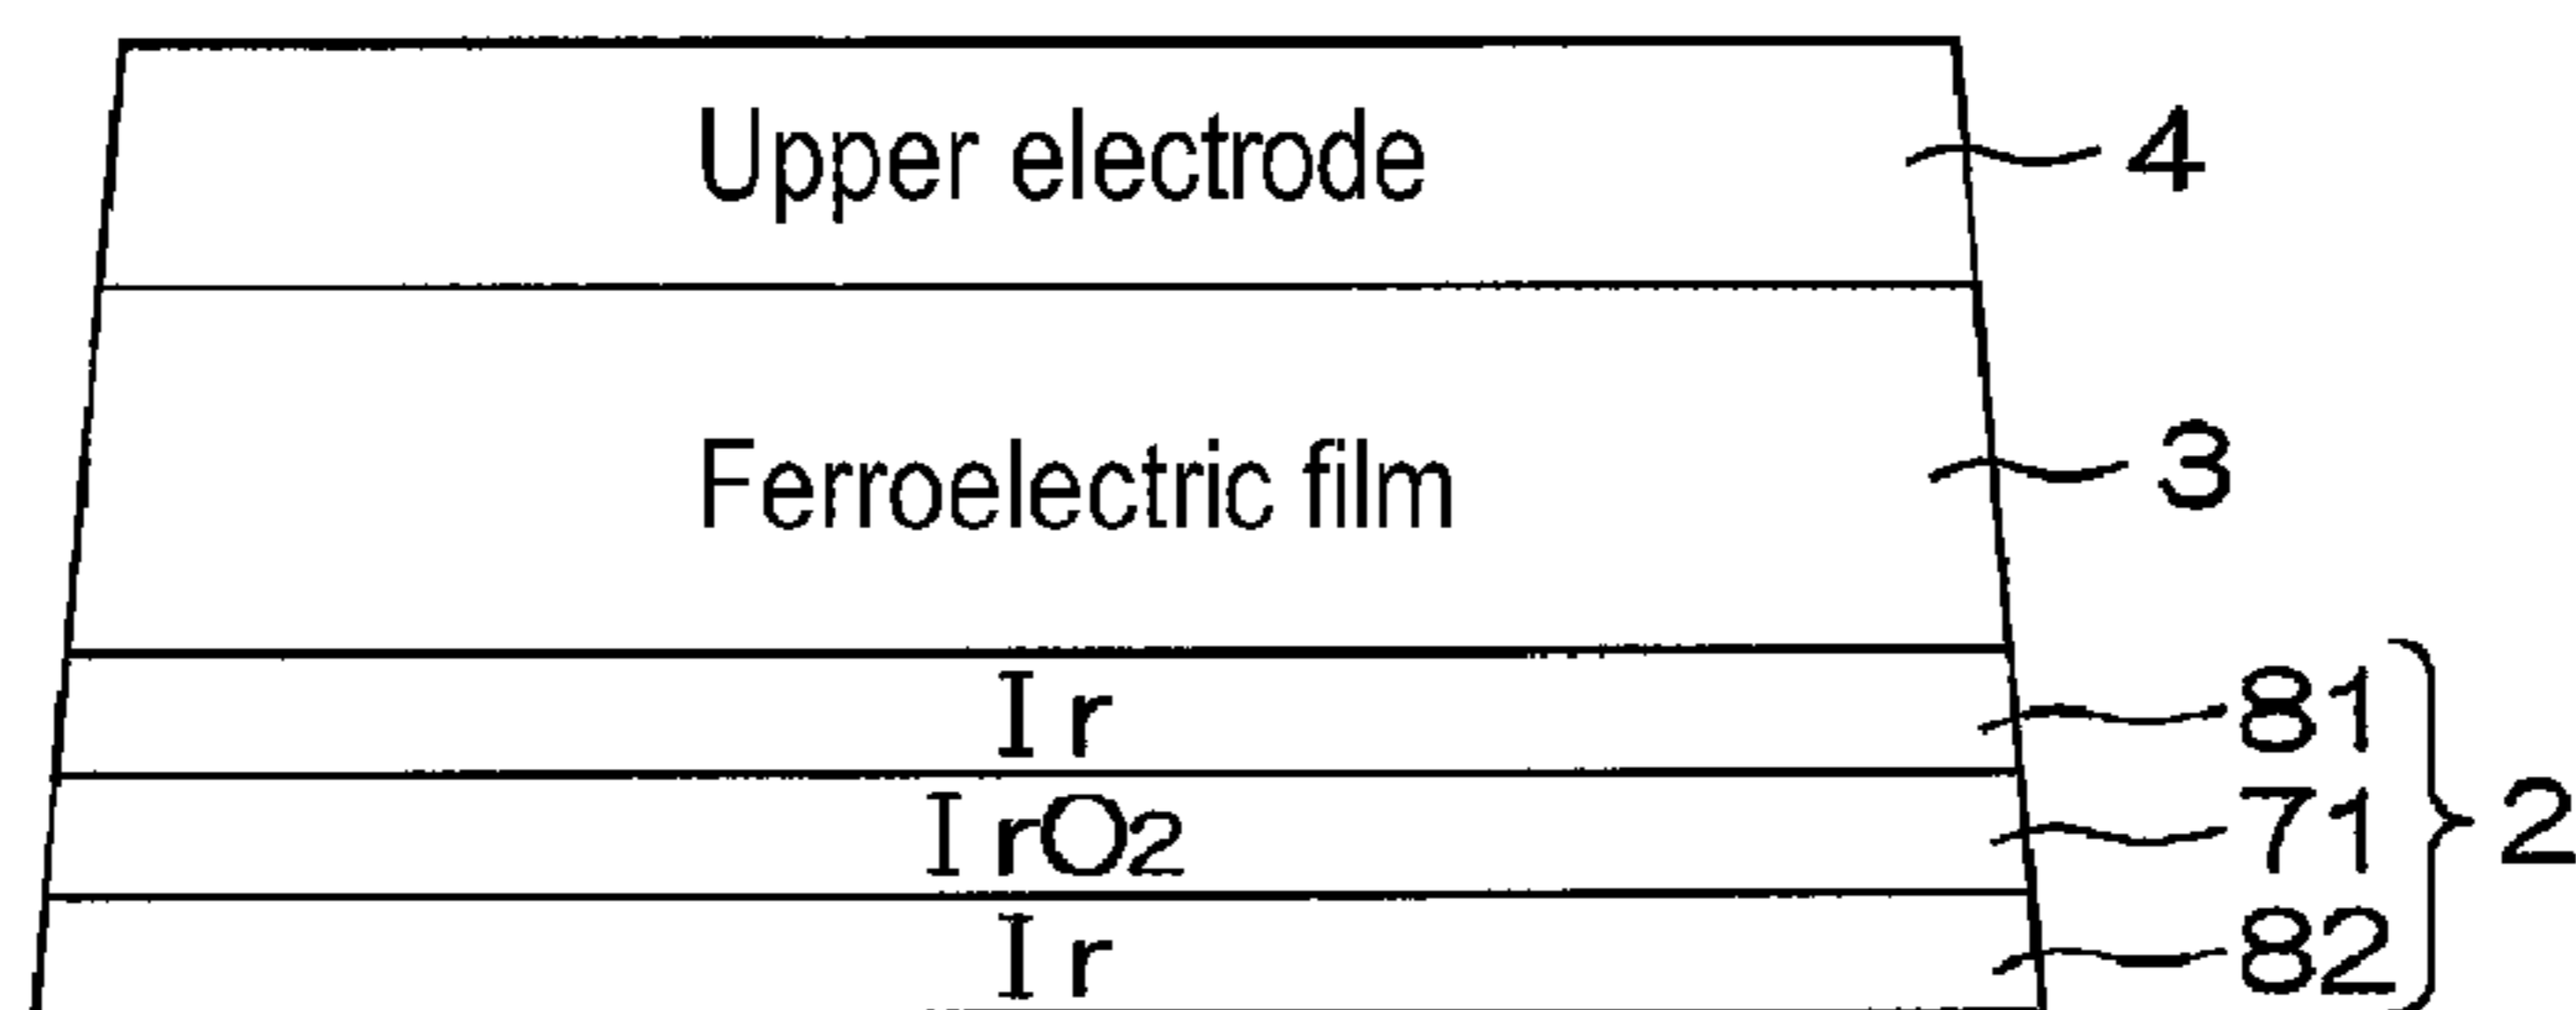 Upper electrode 4
Ferroelectric film 3
Ir 81
IrO2 71 2
Ir 82